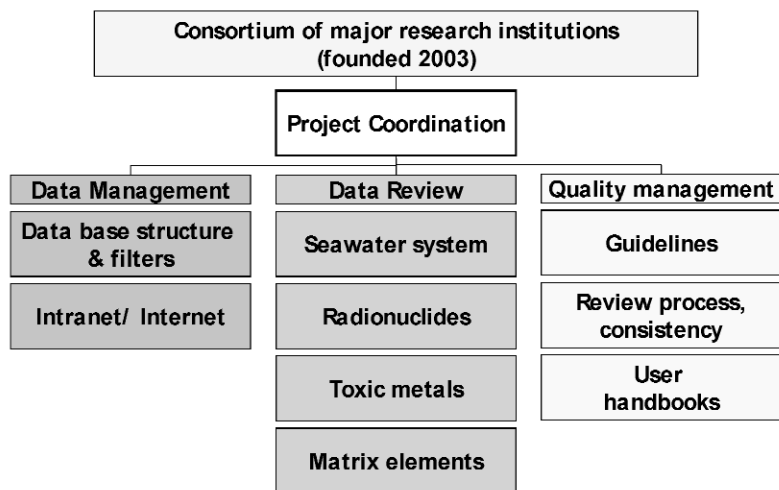 Consortium of major research institutions
(founded 2003)
Project Coordination
Data Management
Data base structure
& filters
Intranet/ Internet
Data Review
Seawater system
Radionuclides
Toxic metals
Matrix elements
Quality management
Guidelines
Review process,
consistency
User
handbooks